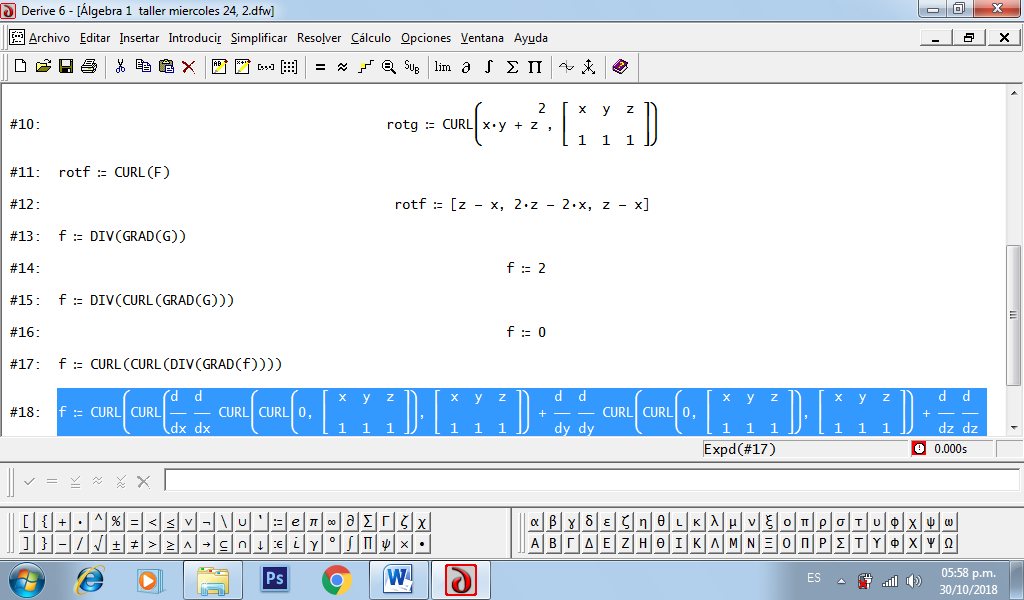 Derive 6 - [Álgebra 1 taller miercoles 24, 2.dfw]
Archivo Editar Insertar Introducir Simplificar Resolver Cálculo Opciones Ventana Ayuda
= ≈ SUB lim ∂ ∫ Σ Π
#10: rotg ≔ CURL(x·y + z², [x y z; 1 1 1])
#11: rotf ≔ CURL(F)
#12: rotf ≔ [z − x, 2·z − 2·x, z − x]
#13: f ≔ DIV(GRAD(G))
#14: f ≔ 2
#15: f ≔ DIV(CURL(GRAD(G)))
#16: f ≔ 0
#17: f ≔ CURL(CURL(DIV(GRAD(f))))
#18: f ≔ CURL(CURL(d/dx d/dx CURL(CURL(0, [x y z; 1 1 1]), [x y z; 1 1 1]) + d/dy d/dy CURL(CURL(0, [x y z; 1 1 1]), [x y z; 1 1 1]) + d/dz d/dz
Expd(#17) 0.000s
[ { + · ^ % = < ≤ ∨ ¬ \ ∪ ‛ := e π ∞ ∂ Σ Γ ζ χ
] } − / √ ± ≠ > ≥ ∧ → ⊆ ∩ ↓ :∈ i γ ° ∫ Π ψ × •
α β γ δ ε ζ η θ ι κ λ μ ν ξ ο π ρ σ τ υ φ χ ψ ω
Α Β Γ Δ Ε Ζ Η Θ Ι Κ Λ Μ Ν Ξ Ο Π Ρ Σ Τ Υ Φ Χ Ψ Ω
Ps W ES 05:58 p.m.
30/10/2018